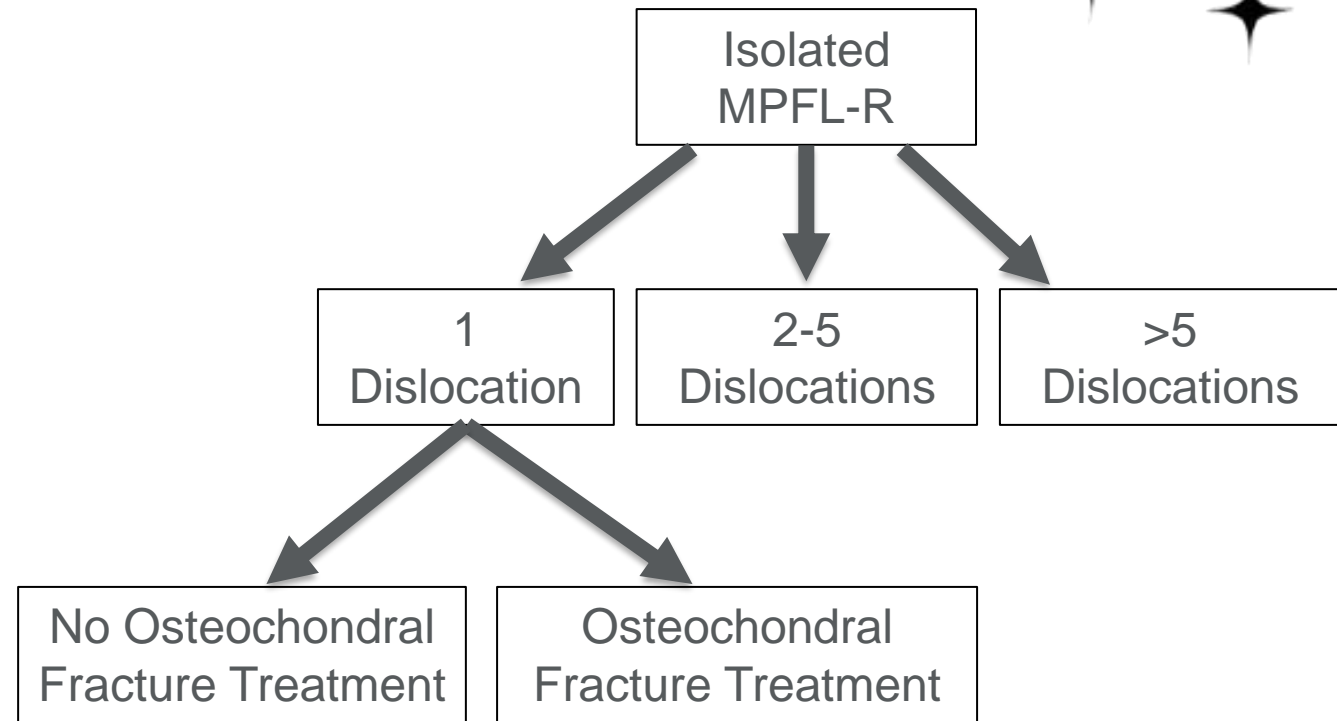 Isolated
MPFL-R
1
Dislocation
2-5
Dislocations
>5
Dislocations
No Osteochondral
Fracture Treatment
Osteochondral
Fracture Treatment